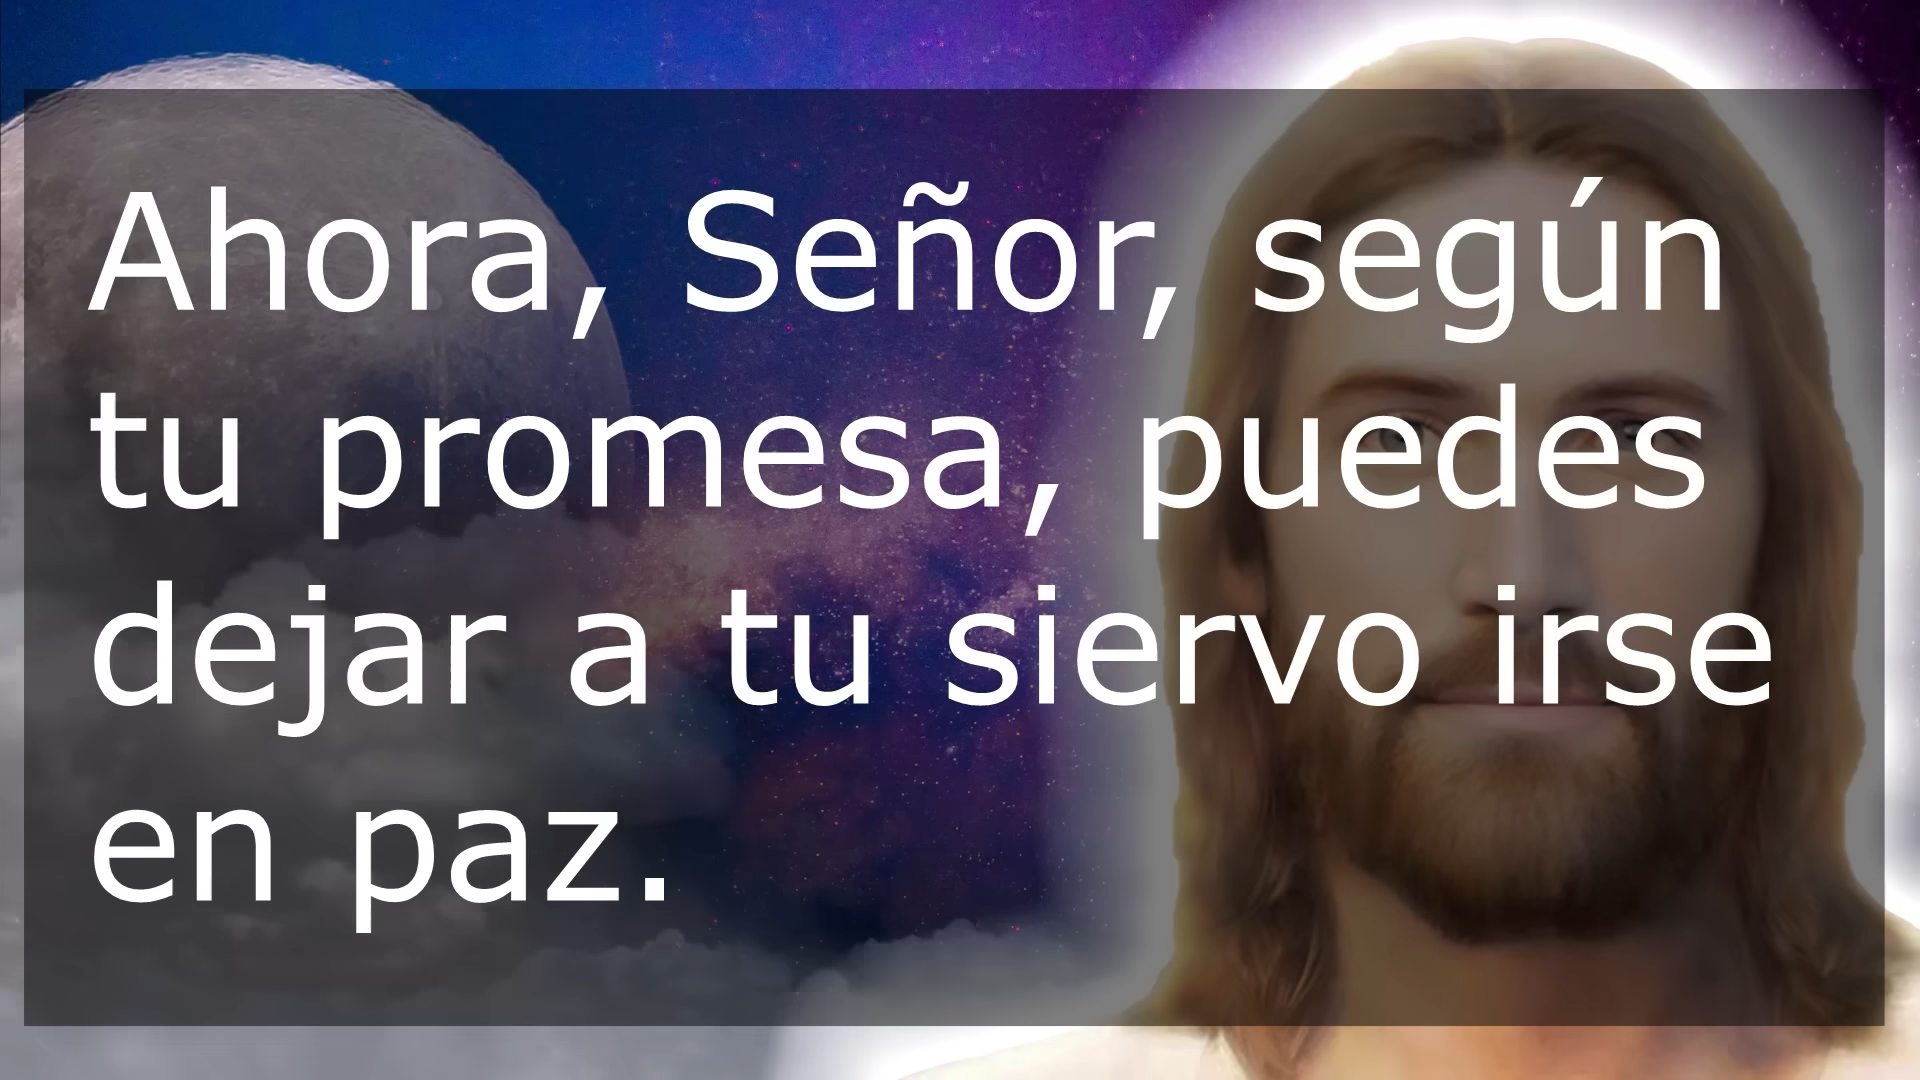 Ahora, Señor, según
tu promesa, puedes
dejar a tu siervo irse
en paz.